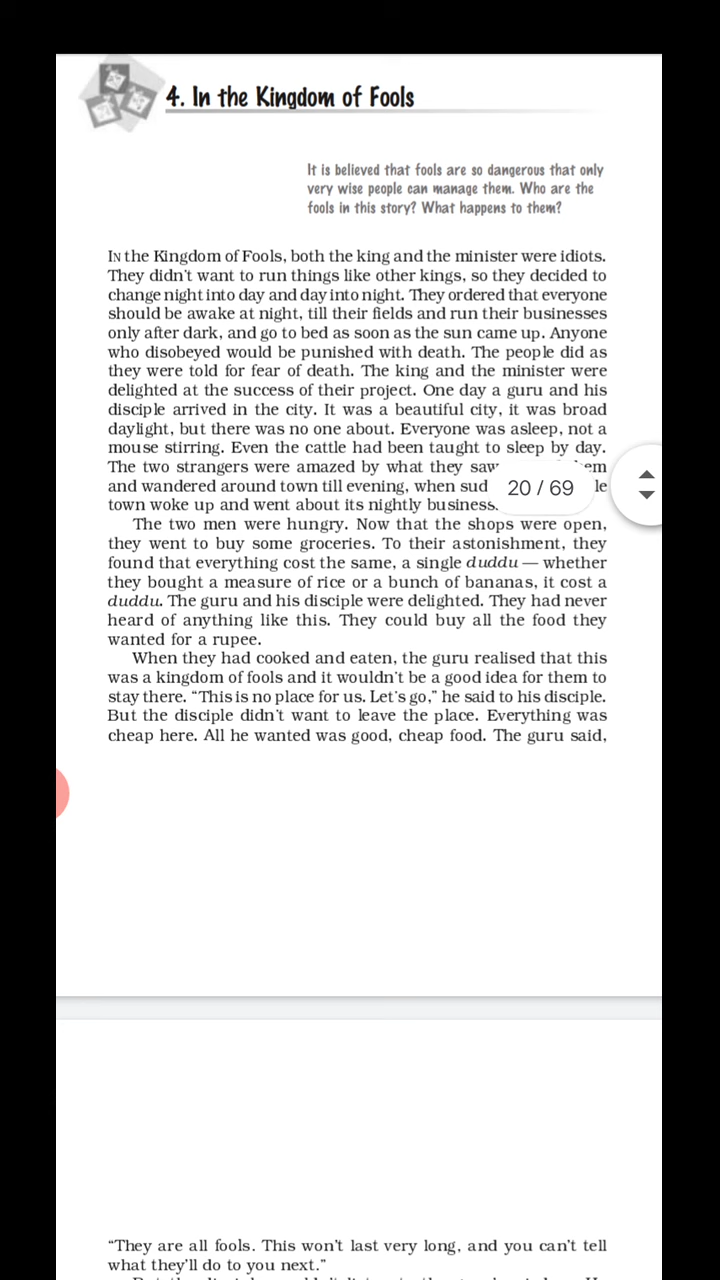 4. In the Kingdom of Fools
It is believed that fools are so dangerous that only
very wise people can manage them. Who are the
fools in this story? What happens to them?
IN the Kingdom of Fools, both the king and the minister were idiots.
They didn't want to run things like other kings, so they decided to
change night into day and day into night. They ordered that everyone
should be awake at night, till their fields and run their businesses
only after dark, and go to bed as soon as the sun came up. Anyone
who disobeyed would be punished with death. The people did as
they were told for fear of death. The king and the minister were
delighted at the success of their project. One day a guru and his
disciple arrived in the city. It was a beautiful city, it was broad
daylight, but there was no one about. Everyone was asleep, not a
mouse stirring. Even the cattle had been taught to sleep by day.
The two strangers were amazed by what they saw
and wandered around town till evening, when
20 / 69
town woke up and went about its nightly business.
The two men were hungry. Now that the shops were open,
they went to buy some groceries. To their astonishment, they
found that everything cost the same, a single duddu — whether
they bought a measure of rice or a bunch of bananas, it cost a
duddu. The guru and his disciple were delighted. They had never
heard of anything like this. They could buy all the food they
wanted for a rupee.
When they had cooked and eaten, the guru realised that this
was a kingdom of fools and it wouldn't be a good idea for them to
stay there. “This is no place for us. Let's go,” he said to his disciple.
But the disciple didn't want to leave the place. Everything was
cheap here. All he wanted was good, cheap food. The guru said,
“They are all fools. This won't last very long, and you can't tell
what they'll do to you next.”